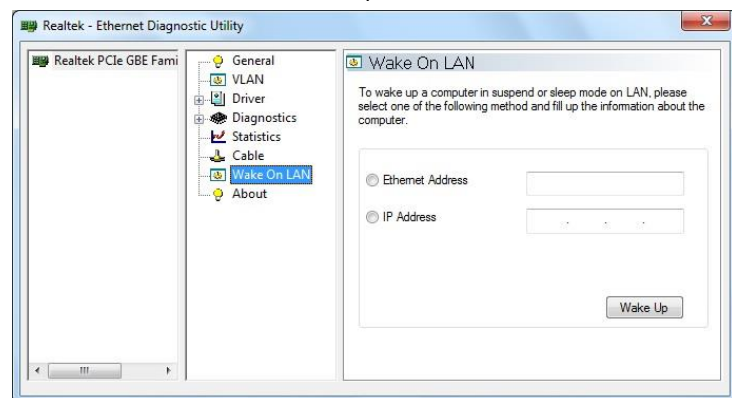 Realtek - Ethernet Diagnostic Utility
Realtek PCIe GBE Fami
General
VLAN
Driver
Diagnostics
Statistics
Cable
Wake On LAN
About
Wake On LAN
To wake up a computer in suspend or sleep mode on LAN, please
select one of the following method and fill up the information about the
computer.
Ethernet Address
IP Address
. . .
Wake Up